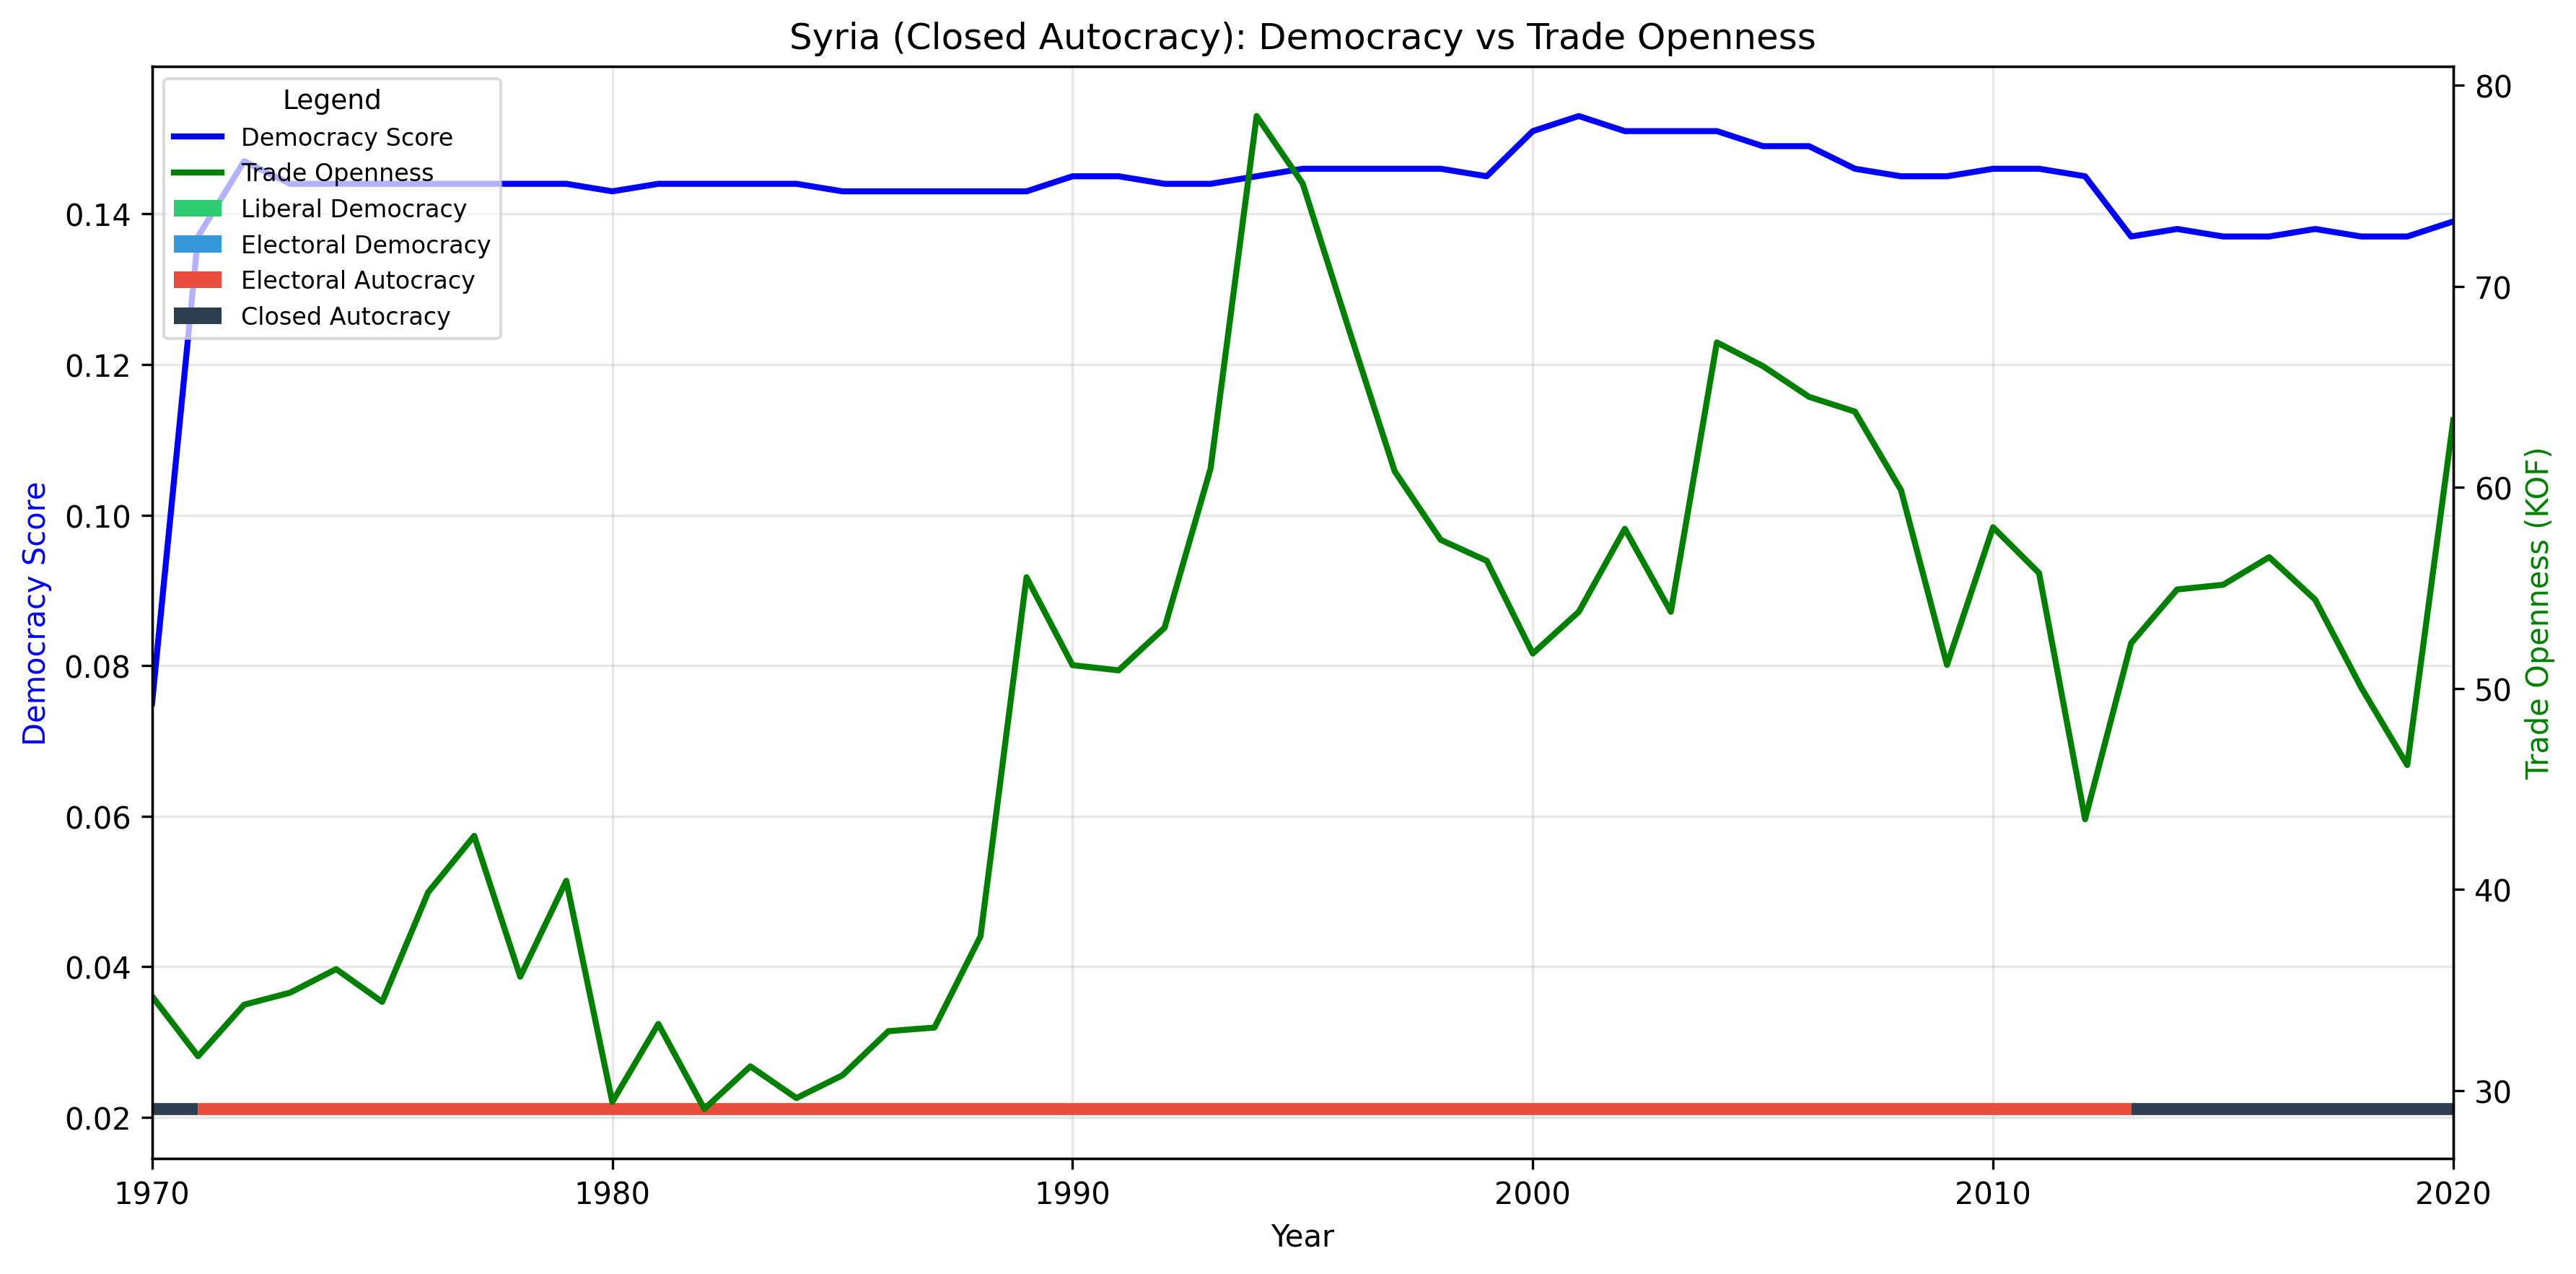 Syria (Closed Autocracy): Democracy vs Trade Openness
Legend
Democracy Score
Trade Openness
Liberal Democracy
Electoral Democracy
Electoral Autocracy
Closed Autocracy
Democracy Score
0.14
0.12
0.10
0.08
0.06
0.04
0.02
80
70
60
50
40
30
Trade Openness (KOF)
1970 1980 1990 2000 2010 2020
Year